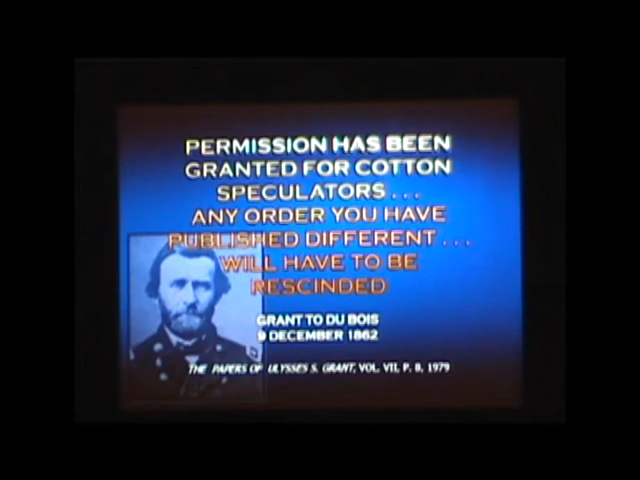 PERMISSION HAS BEEN
GRANTED FOR COTTON
SPECULATORS . . .
ANY ORDER YOU HAVE
PUBLISHED DIFFERENT . . .
WILL HAVE TO BE
RESCINDED
GRANT TO DU BOIS
9 DECEMBER 1862
THE PAPERS OF ULYSSES S. GRANT, VOL. VII, P. 8, 1979